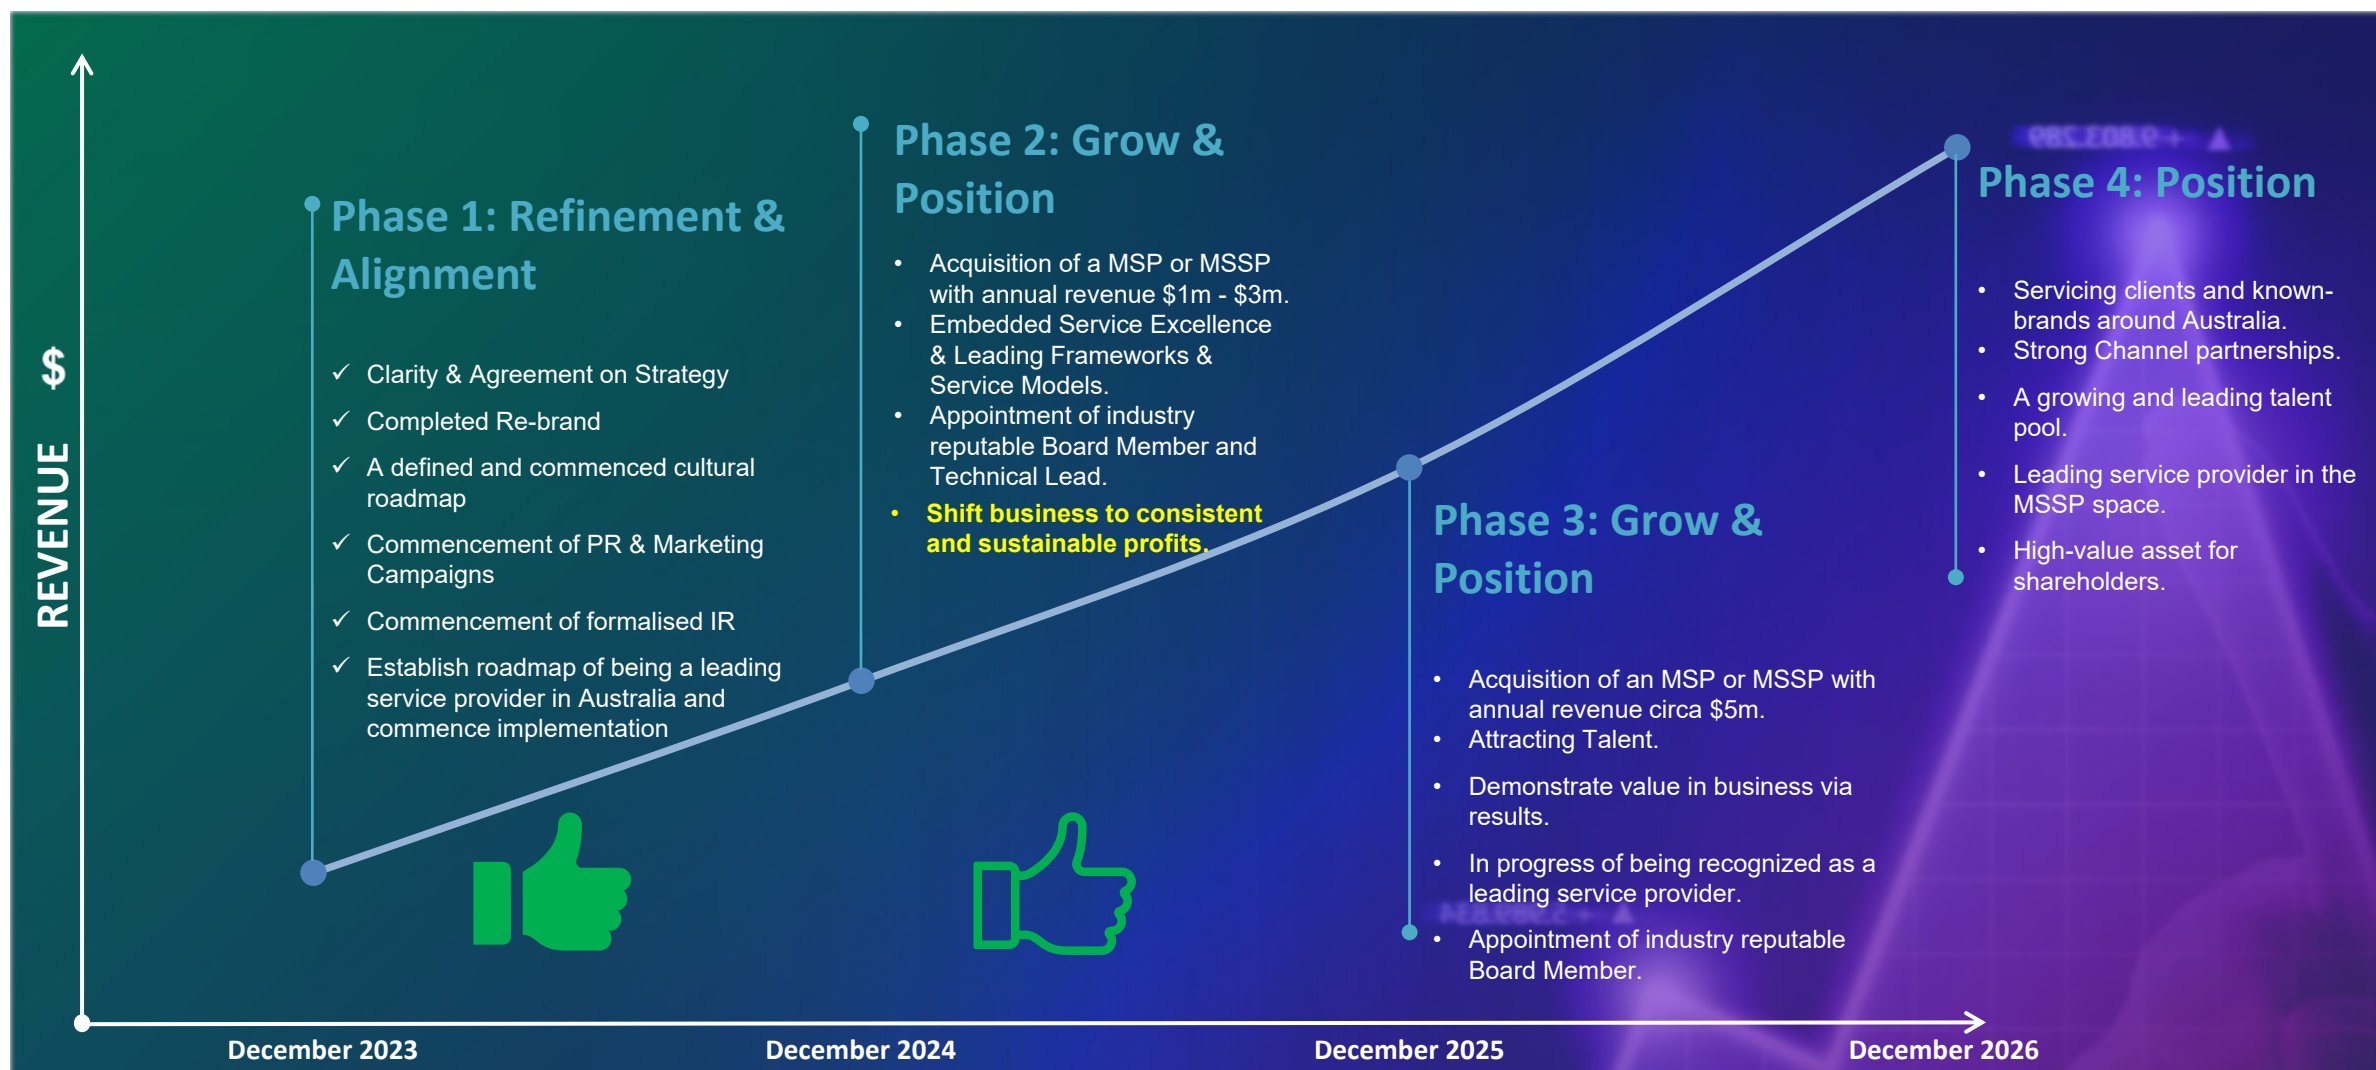 REVENUE $
Phase 1: Refinement &
Alignment
✓ Clarity & Agreement on Strategy
✓ Completed Re-brand
✓ A defined and commenced cultural
roadmap
✓ Commencement of PR & Marketing
Campaigns
✓ Commencement of formalised IR
✓ Establish roadmap of being a leading
service provider in Australia and
commence implementation
Phase 2: Grow &
Position
• Acquisition of a MSP or MSSP
with annual revenue $1m - $3m.
• Embedded Service Excellence
& Leading Frameworks &
Service Models.
• Appointment of industry
reputable Board Member and
Technical Lead.
• Shift business to consistent
and sustainable profits.
Phase 3: Grow &
Position
• Acquisition of an MSP or MSSP with
annual revenue circa $5m.
• Attracting Talent.
• Demonstrate value in business via
results.
• In progress of being recognized as a
leading service provider.
• Appointment of industry reputable
Board Member.
+9.803.289
Phase 4: Position
• Servicing clients and known-
brands around Australia.
• Strong Channel partnerships.
• A growing and leading talent
pool.
• Leading service provider in the
MSSP space.
• High-value asset for
shareholders.
December 2023
December 2024
December 2025
December 2026